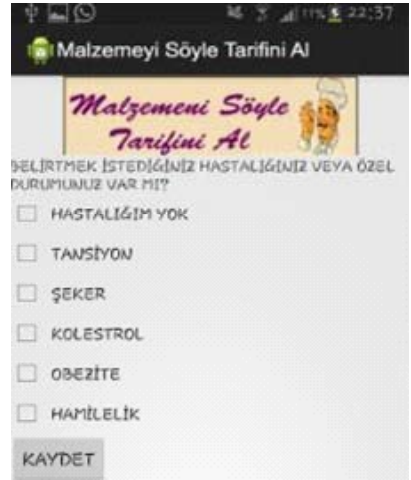 11% 22:37
Malzemeyi Söyle Tarifini Al
Malzemeni Söyle
Tarifini Al
BELİRTMEK İSTEDİĞİNİZ HASTALIĞINIZ VEYA ÖZEL
DURUMUNUZ VAR MI?
HASTALIĞIM YOK
TANSİYON
ŞEKER
KOLESTROL
OBEZİTE
HAMİLELİK
KAYDET